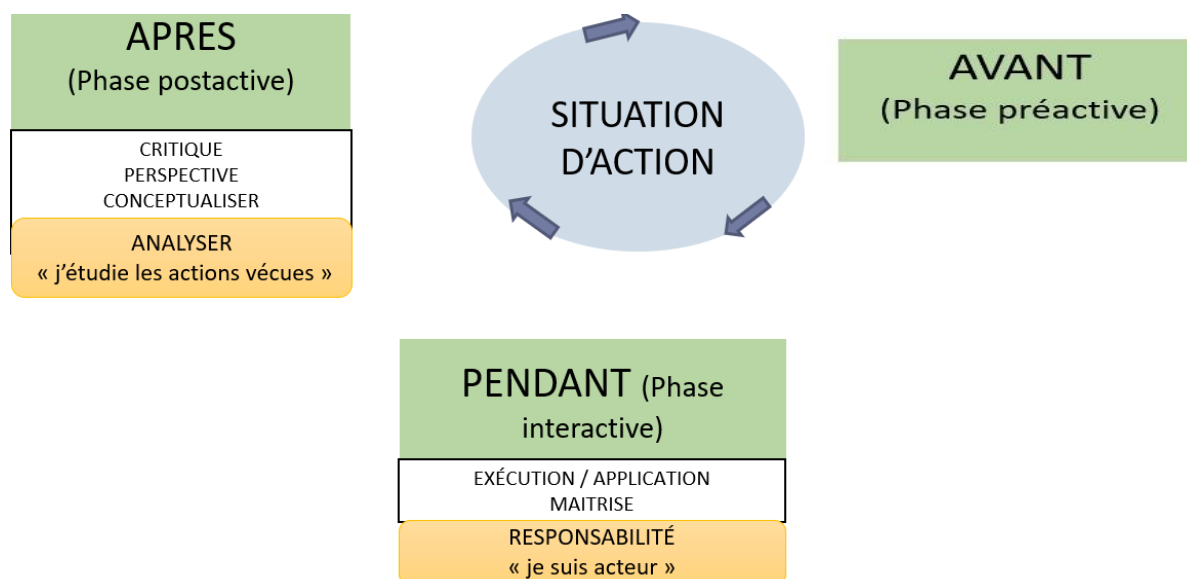 APRES
(Phase postactive)
CRITIQUE
PERSPECTIVE
CONCEPTUALISER
ANALYSER
« j’étudie les actions vécues »
SITUATION
D’ACTION
AVANT
(Phase préactive)
PENDANT (Phase
interactive)
EXÉCUTION / APPLICATION
MAITRISE
RESPONSABILITÉ
« je suis acteur »